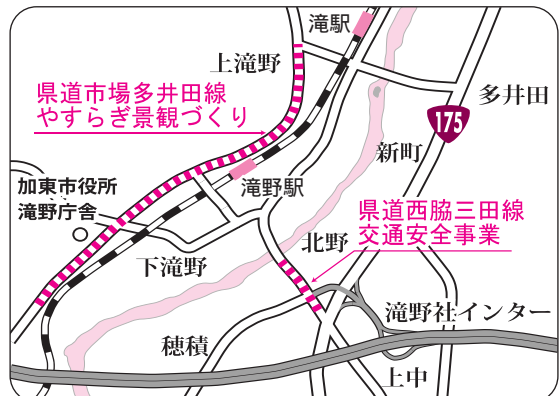 滝駅
上滝野
県道市場多井田線
やすらぎ景観づくり
多井田
175
新町
加東市役所
滝野庁舎
滝野駅
県道西脇三田線
交通安全事業
北野
下滝野
滝野社インター
穂積
上中